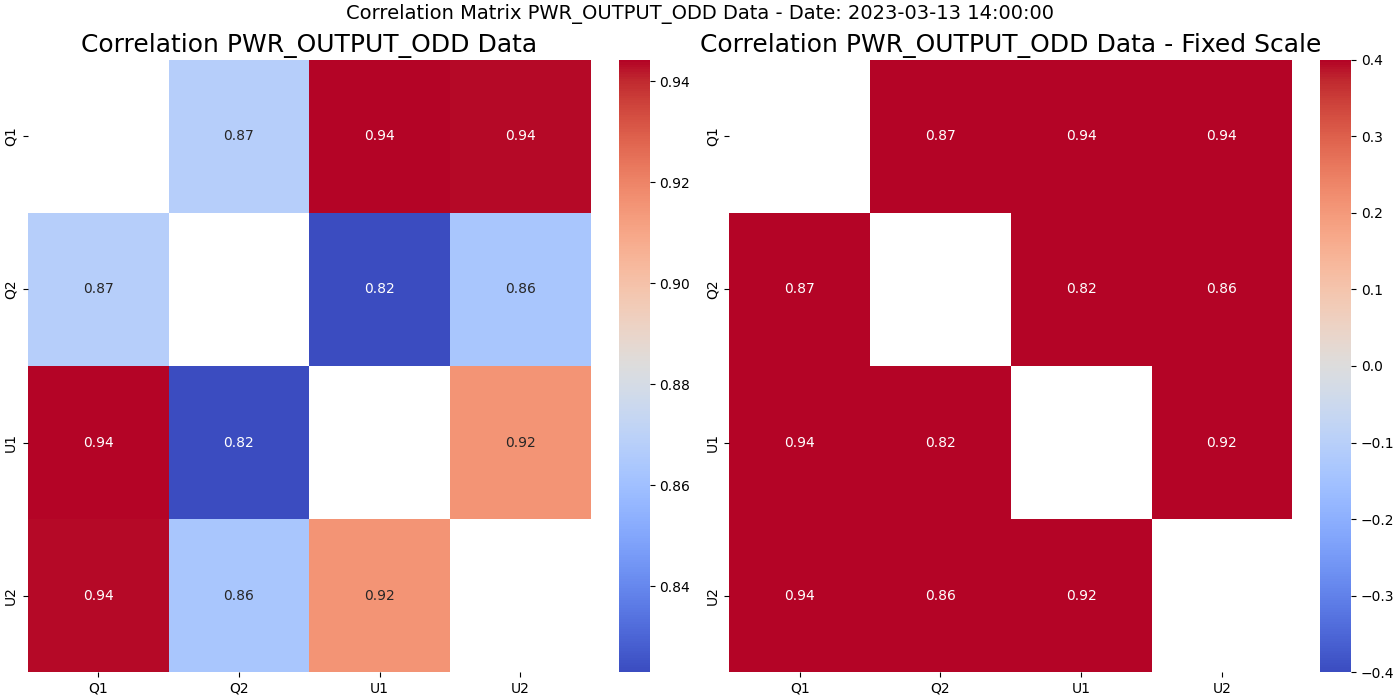 Correlation Matrix PWR_OUTPUT_ODD Data - Date: 2023-03-13 14:00:00
Correlation PWR_OUTPUT_ODD Data
Q1
0.87
0.94
0.94
Q2
0.87
0.82
0.86
U1
0.94
0.82
0.92
U2
0.94
0.86
0.92
Q1
Q2
U1
U2
0.94
0.92
0.90
0.88
0.86
0.84
Correlation PWR_OUTPUT_ODD Data - Fixed Scale
Q1
0.87
0.94
0.94
Q2
0.87
0.82
0.86
U1
0.94
0.82
0.92
U2
0.94
0.86
0.92
Q1
Q2
U1
U2
0.4
0.3
0.2
0.1
0.0
−0.1
−0.2
−0.3
−0.4